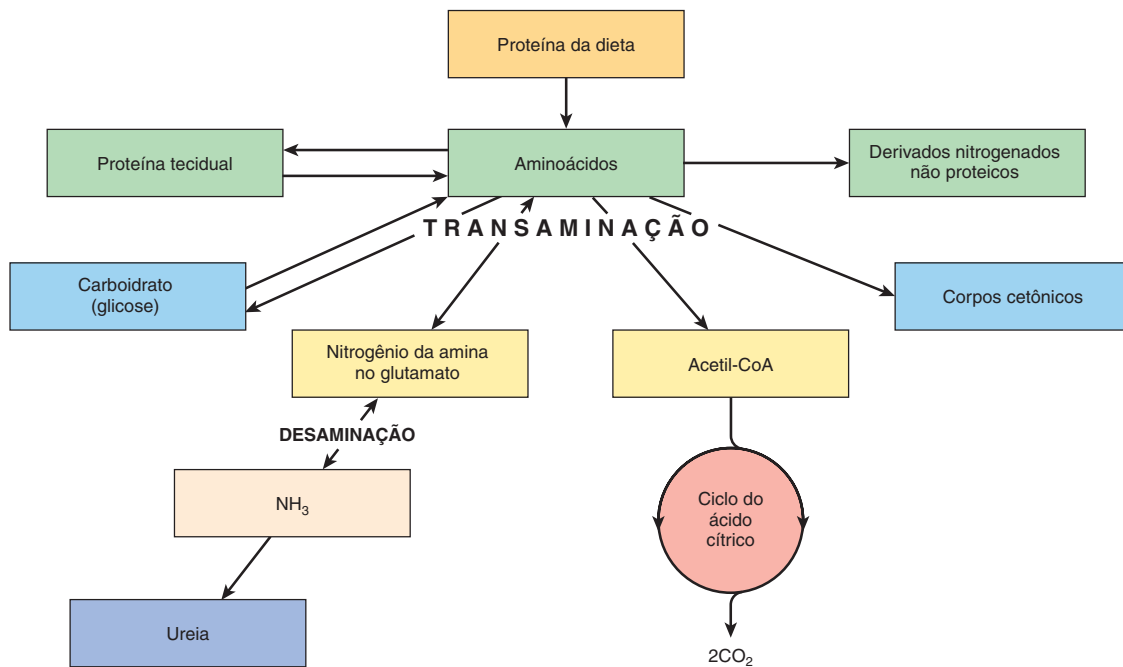 Proteína da dieta
Proteína tecidual
Aminoácidos
Derivados nitrogenados
não proteicos
TRANSAMINAÇÃO
Carboidrato
(glicose)
Corpos cetônicos
Nitrogênio da amina
no glutamato
Acetil-CoA
DESAMINAÇÃO
NH₃
Ciclo do
ácido
cítrico
Ureia
2CO₂